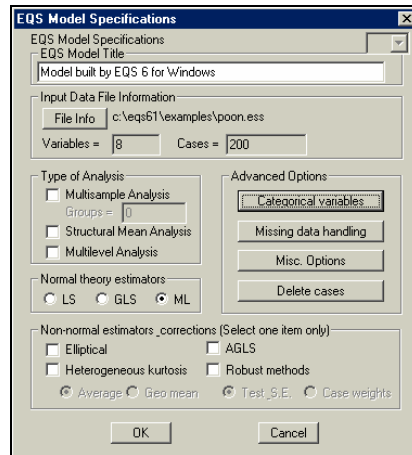 EQS Model Specifications
EQS Model Specifications
EQS Model Title
Model built by EQS 6 for Windows
Input Data File Information
File Info c:\eqs61\examples\poon.ess
Variables = 8 Cases = 200
Type of Analysis
Multisample Analysis
Groups = 0
Structural Mean Analysis
Multilevel Analysis
Advanced Options
Categorical variables
Missing data handling
Misc. Options
Delete cases
Normal theory estimators
LS GLS ML
Non-normal estimators _corrections (Select one item only)
Elliptical AGLS
Heterogeneous kurtosis Robust methods
Average Geo mean Test_S.E. Case weights
OK Cancel